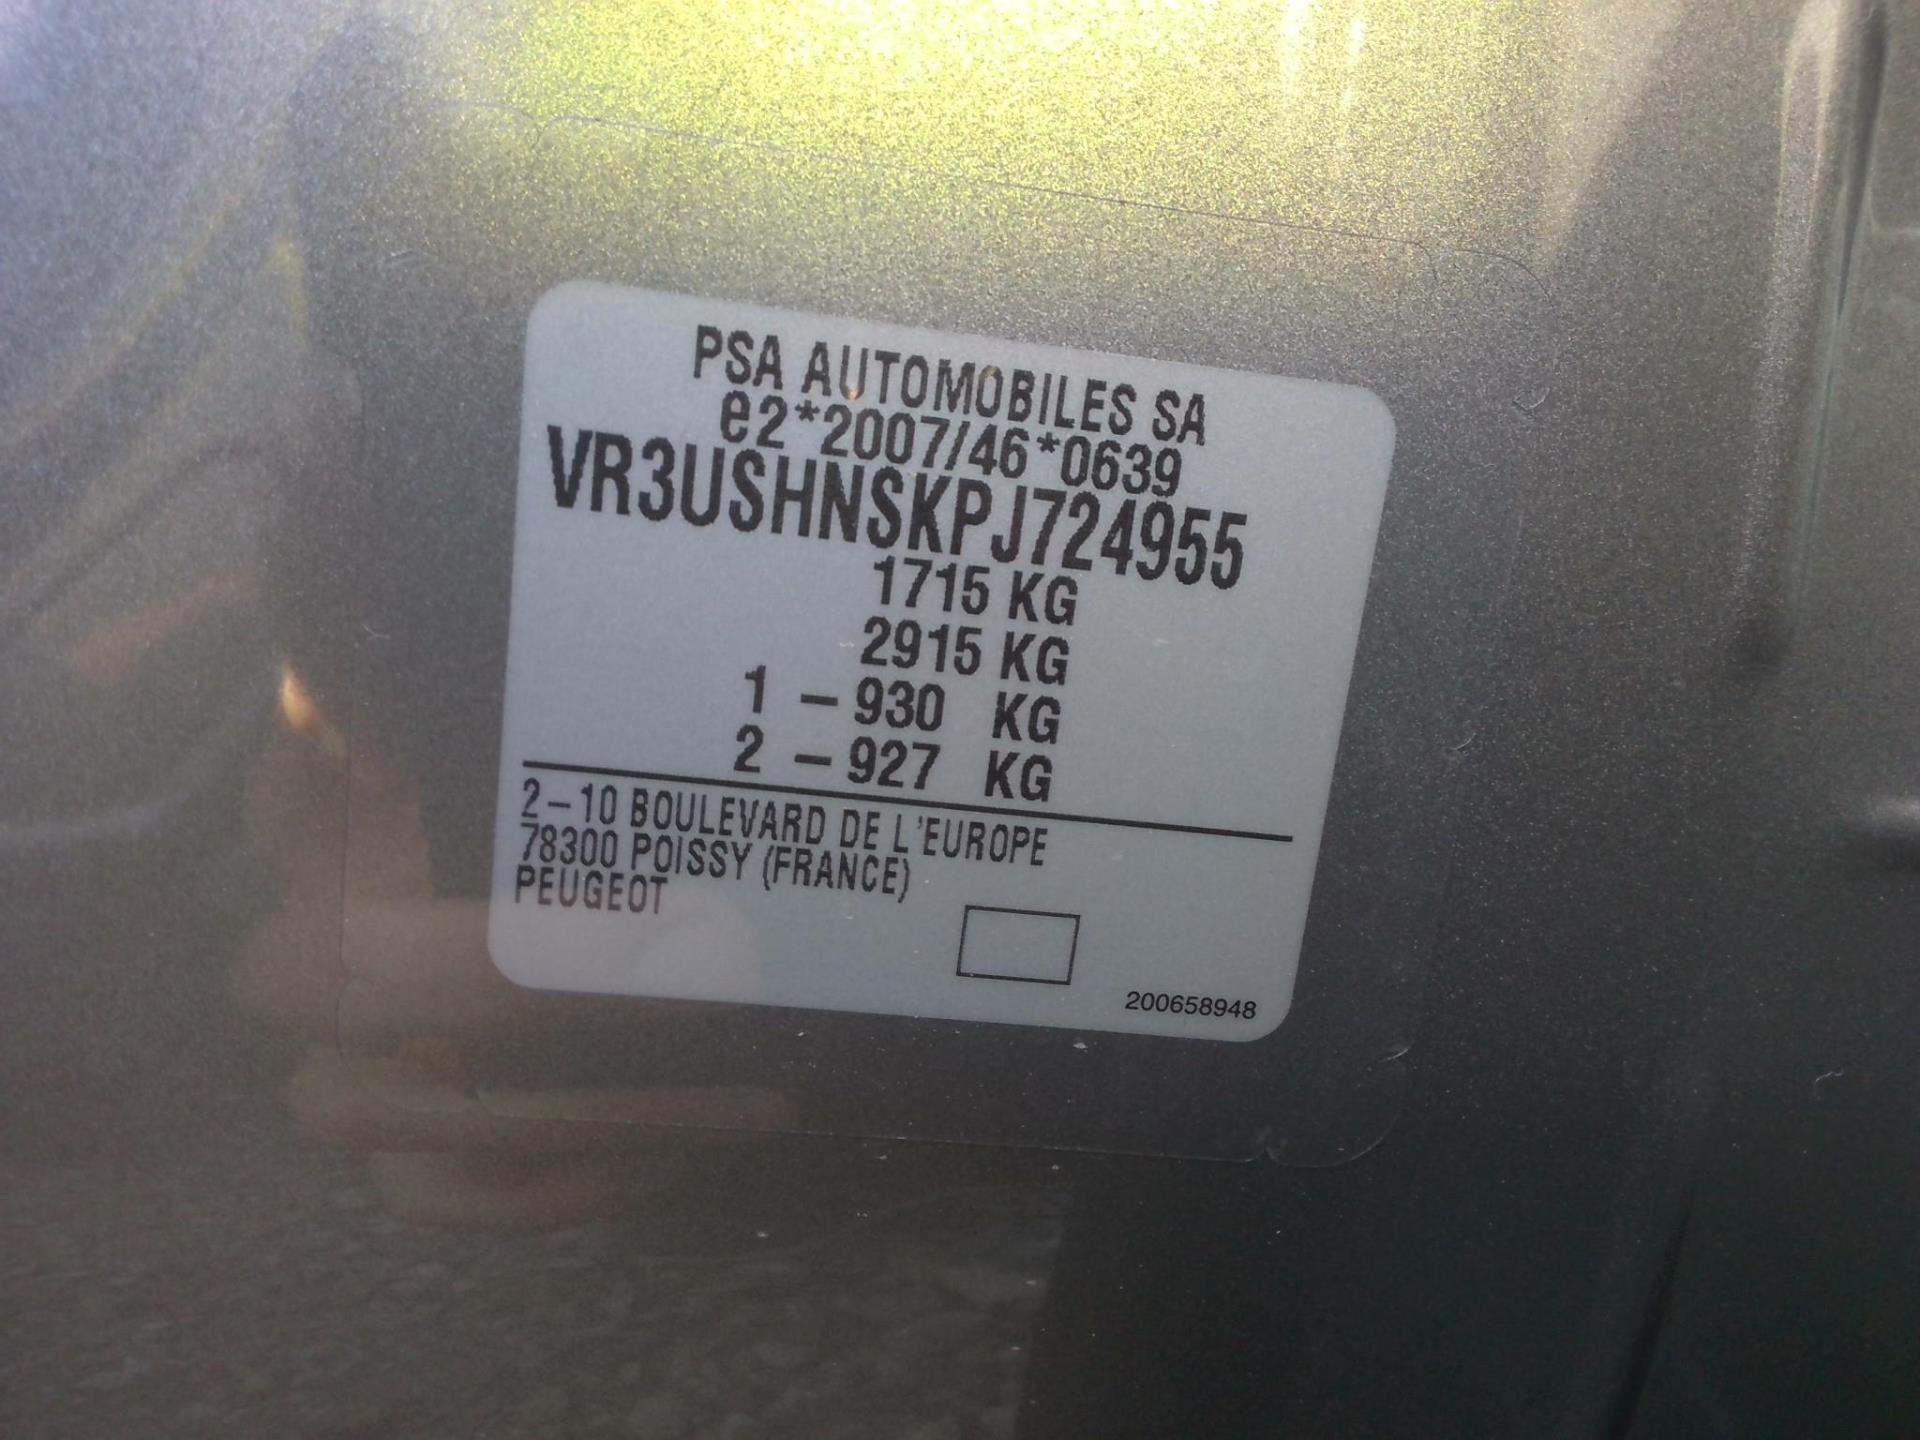 PSA AUTOMOBILES SA
e2*2007/46*0639
VR3USHNSKPJ724955
1715 KG
2915 KG
1 – 930 KG
2 – 927 KG
2–10 BOULEVARD DE L'EUROPE
78300 POISSY (FRANCE)
PEUGEOT
200658948